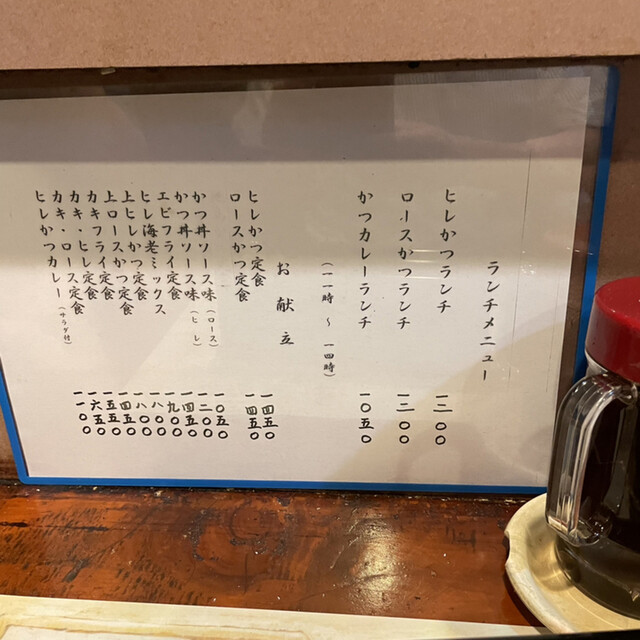 ランチメニュー
ヒレかつランチ 一二〇〇
ロースかつランチ 一二〇〇
かつカレーランチ 一〇五〇
(一一時 ～ 一四時)
お献立
ヒレかつ定食 一四五〇
ロースかつ定食 一四五〇
かつ丼ソース味(ロース) 一〇五〇
かつ丼ソース味(ヒレ) 一二〇〇
エビフライ定食 一四五〇
ヒレ海老ミックス 一九〇〇
上ヒレかつ定食 一八〇〇
上ロースかつ定食 一八〇〇
カキフライ定食 一四五〇
カキ・ヒレ定食 一五五〇
カキ・ロース定食 一六五〇
ヒレかつカレー(サラダ付) 一一〇〇